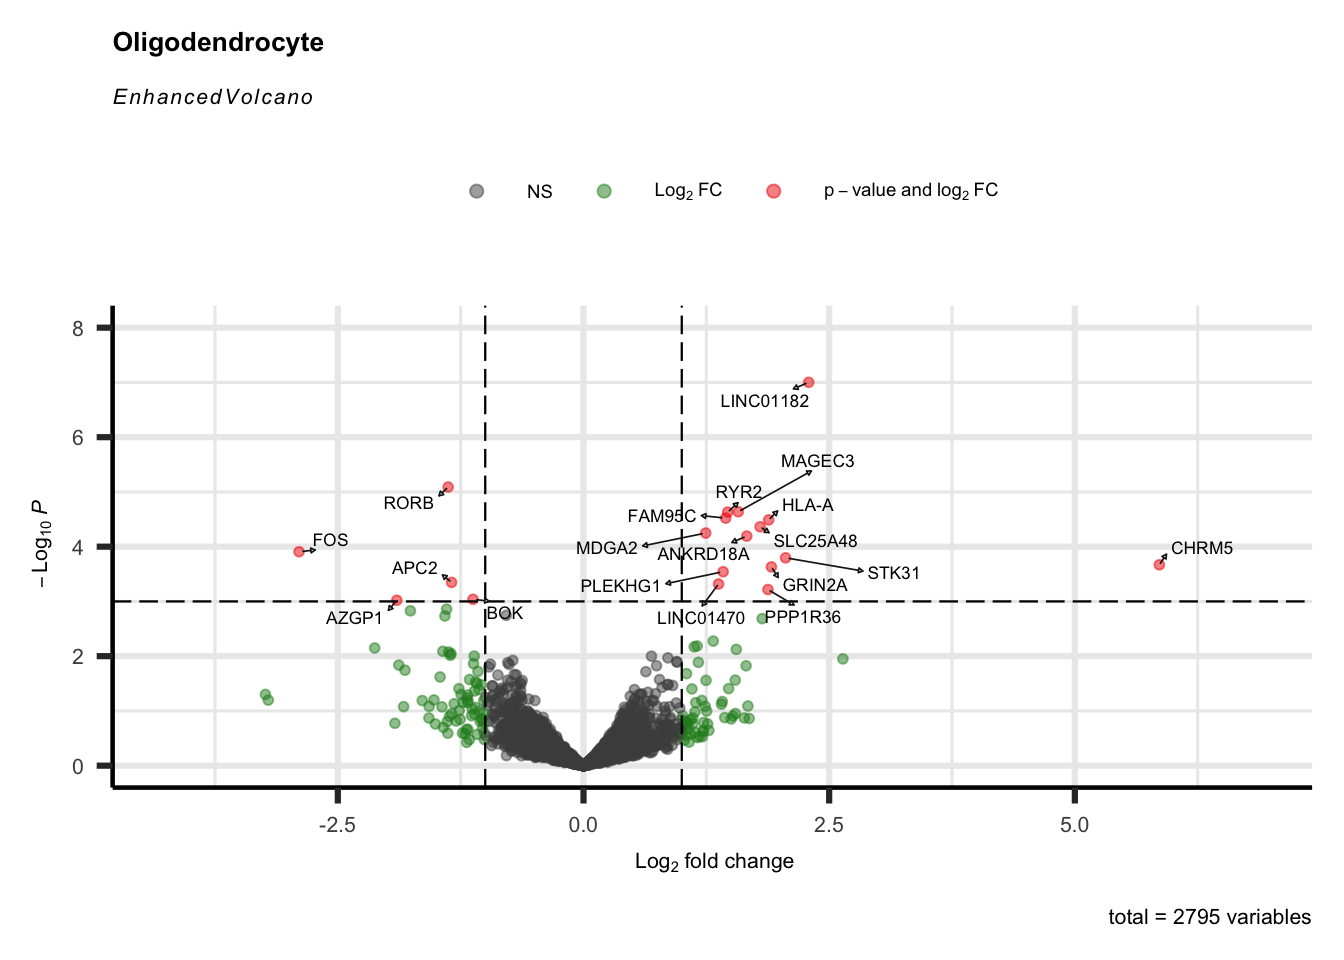 Oligodendrocyte
EnhancedVolcano
NS Log2 FC p – value and log2 FC
– Log10 P
8
6
4
2
0
LINC01182
MAGEC3
RYR2
HLA-A
RORB
FAM95C
FOS
MDGA2
ANKRD18A
SLC25A48
CHRM5
APC2
PLEKHG1
GRIN2A
STK31
AZGP1
BOK
LINC01470
PPP1R36
-2.5 0.0 2.5 5.0
Log2 fold change
total = 2795 variables